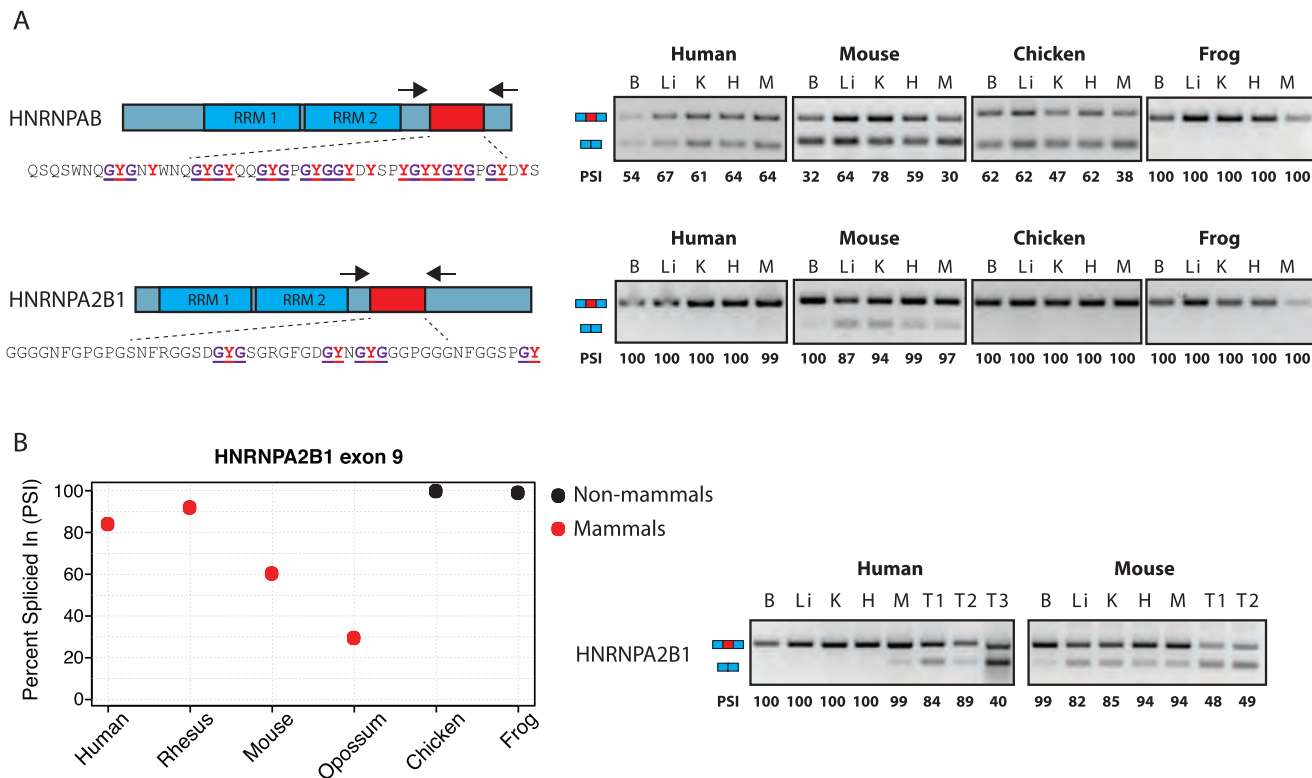 A
Human Mouse Chicken Frog
B Li K H M B Li K H M B Li K H M B Li K H M
HNRNPAB
RRM 1 RRM 2
QSQSWNQGYGNYWNQGYGYQQGYGPGYGGYDYSPYGYYGYGPGYDYS
PSI 54 67 61 64 64 32 64 78 59 30 62 62 47 62 38 100 100 100 100 100
Human Mouse Chicken Frog
B Li K H M B Li K H M B Li K H M B Li K H M
HNRNPA2B1
RRM 1 RRM 2
GGGGNFGPGPGSNFRGGSDGYGSGRGFGDGYNGYGGGPGGGNFGGSPGY
PSI 100 100 100 100 99 100 87 94 99 97 100 100 100 100 100 100 100 100 100 100
B
HNRNPA2B1 exon 9
Percent Splicied In (PSI)
100
80
60
40
20
0
Human Rhesus Mouse Opossum Chicken Frog
Non-mammals
Mammals
Human Mouse
B Li K H M T1 T2 T3 B Li K H M T1 T2
HNRNPA2B1
PSI 100 100 100 100 99 84 89 40 99 82 85 94 94 48 49